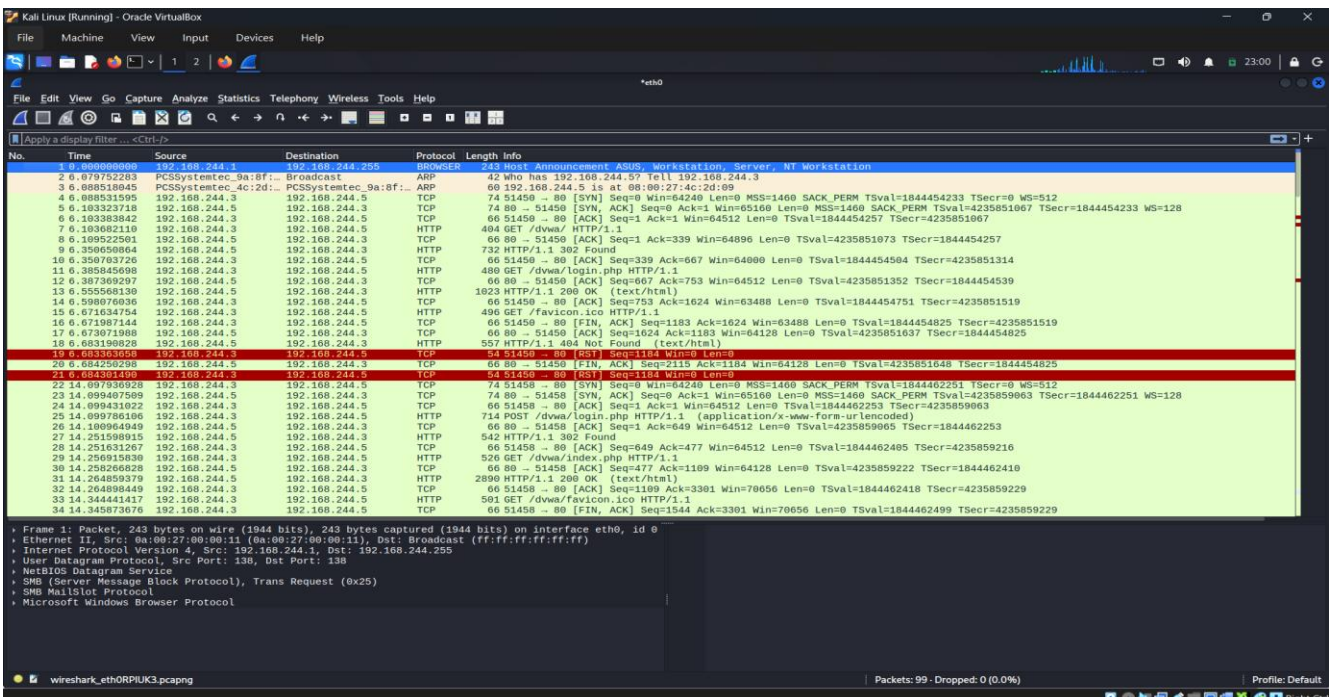 Kali Linux [Running] - Oracle VirtualBox
File Machine View Input Devices Help
1 2 23:00
*eth0
File Edit View Go Capture Analyze Statistics Telephony Wireless Tools Help
Apply a display filter ... <Ctrl-/>
No. Time Source Destination Protocol Length Info
1 0.000000000 192.168.244.1 192.168.244.255 BROWSER 243 Host Announcement ASUS, Workstation, Server, NT Workstation
2 6.079752283 PCSSystemtec_9a:8f:… Broadcast ARP 42 Who has 192.168.244.5? Tell 192.168.244.3
3 6.088518045 PCSSystemtec_4c:2d:… PCSSystemtec_9a:8f:… ARP 60 192.168.244.5 is at 08:00:27:4c:2d:09
4 6.088531595 192.168.244.3 192.168.244.5 TCP 74 51450 → 80 [SYN] Seq=0 Win=64240 Len=0 MSS=1460 SACK_PERM TSval=1844454233 TSecr=0 WS=512
5 6.103323718 192.168.244.5 192.168.244.3 TCP 74 80 → 51450 [SYN, ACK] Seq=0 Ack=1 Win=65160 Len=0 MSS=1460 SACK_PERM TSval=4235851067 TSecr=1844454233 WS=128
6 6.103383842 192.168.244.3 192.168.244.5 TCP 66 51450 → 80 [ACK] Seq=1 Ack=1 Win=64512 Len=0 TSval=1844454257 TSecr=4235851067
7 6.103682110 192.168.244.3 192.168.244.5 HTTP 404 GET /dvwa/ HTTP/1.1
8 6.109522501 192.168.244.5 192.168.244.3 TCP 66 80 → 51450 [ACK] Seq=1 Ack=339 Win=64896 Len=0 TSval=4235851073 TSecr=1844454257
9 6.350650864 192.168.244.5 192.168.244.3 HTTP 732 HTTP/1.1 302 Found
10 6.350703726 192.168.244.3 192.168.244.5 TCP 66 51450 → 80 [ACK] Seq=339 Ack=667 Win=64000 Len=0 TSval=1844454504 TSecr=4235851314
11 6.385845698 192.168.244.3 192.168.244.5 HTTP 480 GET /dvwa/login.php HTTP/1.1
12 6.387369297 192.168.244.5 192.168.244.3 TCP 66 80 → 51450 [ACK] Seq=667 Ack=753 Win=64512 Len=0 TSval=4235851352 TSecr=1844454539
13 6.555568130 192.168.244.5 192.168.244.3 HTTP 1023 HTTP/1.1 200 OK (text/html)
14 6.598076036 192.168.244.3 192.168.244.5 TCP 66 51450 → 80 [ACK] Seq=753 Ack=1624 Win=63488 Len=0 TSval=1844454751 TSecr=4235851519
15 6.671634754 192.168.244.3 192.168.244.5 HTTP 496 GET /favicon.ico HTTP/1.1
16 6.671987144 192.168.244.3 192.168.244.5 TCP 66 51450 → 80 [FIN, ACK] Seq=1183 Ack=1624 Win=63488 Len=0 TSval=1844454825 TSecr=4235851519
17 6.673071988 192.168.244.5 192.168.244.3 TCP 66 80 → 51450 [ACK] Seq=1624 Ack=1183 Win=64128 Len=0 TSval=4235851637 TSecr=1844454825
18 6.683190828 192.168.244.5 192.168.244.3 HTTP 557 HTTP/1.1 404 Not Found (text/html)
19 6.683363658 192.168.244.3 192.168.244.5 TCP 54 51450 → 80 [RST] Seq=1184 Win=0 Len=0
20 6.684250298 192.168.244.5 192.168.244.3 TCP 66 80 → 51450 [FIN, ACK] Seq=2115 Ack=1184 Win=64128 Len=0 TSval=4235851648 TSecr=1844454825
21 6.684301490 192.168.244.3 192.168.244.5 TCP 54 51450 → 80 [RST] Seq=1184 Win=0 Len=0
22 14.097936928 192.168.244.3 192.168.244.5 TCP 74 51458 → 80 [SYN] Seq=0 Win=64240 Len=0 MSS=1460 SACK_PERM TSval=1844462251 TSecr=0 WS=512
23 14.099407509 192.168.244.5 192.168.244.3 TCP 74 80 → 51458 [SYN, ACK] Seq=0 Ack=1 Win=65160 Len=0 MSS=1460 SACK_PERM TSval=4235859063 TSecr=1844462251 WS=128
24 14.099431022 192.168.244.3 192.168.244.5 TCP 66 51458 → 80 [ACK] Seq=1 Ack=1 Win=64512 Len=0 TSval=1844462253 TSecr=4235859063
25 14.099786106 192.168.244.3 192.168.244.5 HTTP 714 POST /dvwa/login.php HTTP/1.1 (application/x-www-form-urlencoded)
26 14.100964949 192.168.244.5 192.168.244.3 TCP 66 80 → 51458 [ACK] Seq=1 Ack=649 Win=64512 Len=0 TSval=4235859065 TSecr=1844462253
27 14.251598915 192.168.244.5 192.168.244.3 HTTP 542 HTTP/1.1 302 Found
28 14.251631267 192.168.244.3 192.168.244.5 TCP 66 51458 → 80 [ACK] Seq=649 Ack=477 Win=64512 Len=0 TSval=1844462405 TSecr=4235859216
29 14.256915830 192.168.244.3 192.168.244.5 HTTP 526 GET /dvwa/index.php HTTP/1.1
30 14.258266828 192.168.244.5 192.168.244.3 TCP 66 80 → 51458 [ACK] Seq=477 Ack=1109 Win=64128 Len=0 TSval=4235859222 TSecr=1844462410
31 14.264859379 192.168.244.5 192.168.244.3 HTTP 2890 HTTP/1.1 200 OK (text/html)
32 14.264898449 192.168.244.3 192.168.244.5 TCP 66 51458 → 80 [ACK] Seq=1109 Ack=3301 Win=70656 Len=0 TSval=1844462418 TSecr=4235859229
33 14.344441417 192.168.244.3 192.168.244.5 HTTP 501 GET /dvwa/favicon.ico HTTP/1.1
34 14.345873676 192.168.244.3 192.168.244.5 TCP 66 51458 → 80 [FIN, ACK] Seq=1544 Ack=3301 Win=70656 Len=0 TSval=1844462499 TSecr=4235859229
Frame 1: Packet, 243 bytes on wire (1944 bits), 243 bytes captured (1944 bits) on interface eth0, id 0
Ethernet II, Src: 0a:00:27:00:00:11 (0a:00:27:00:00:11), Dst: Broadcast (ff:ff:ff:ff:ff:ff)
Internet Protocol Version 4, Src: 192.168.244.1, Dst: 192.168.244.255
User Datagram Protocol, Src Port: 138, Dst Port: 138
NetBIOS Datagram Service
SMB (Server Message Block Protocol), Trans Request (0x25)
SMB MailSlot Protocol
Microsoft Windows Browser Protocol
wireshark_eth0RPIUK3.pcapng Packets: 99 · Dropped: 0 (0.0%) Profile: Default
Right Ctrl